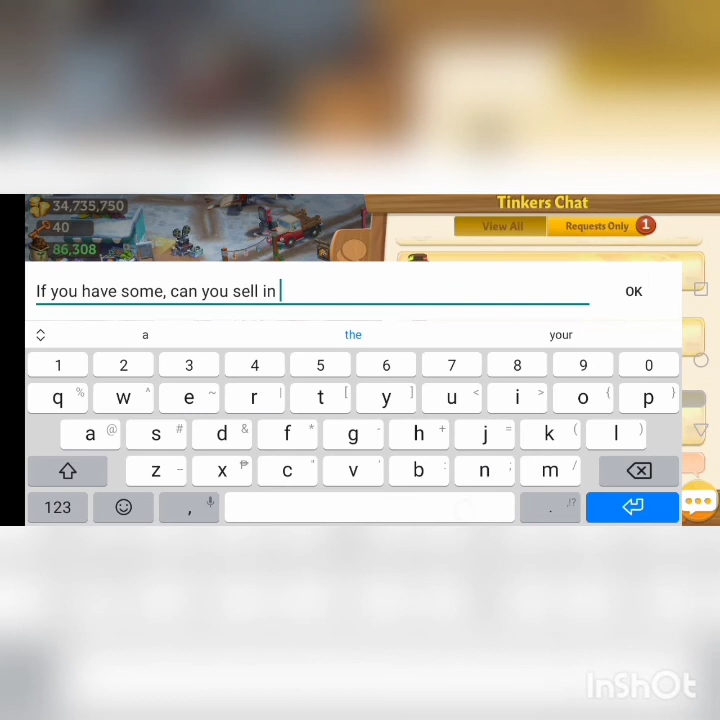 34,735,750
Tinkers Chat
40
View All
Requests Only
1
86,308
If you have some, can you sell in
OK
a
the
your
1 2 3 4 5 6 7 8 9 0
q % w ^ e ~ r | t [ y ] u < i > o { p }
a @ s # d & f * g - h + j = k ( l )
z _ x ₱ c " v ' b : n ; m /
123 , . ,!?
InShOt